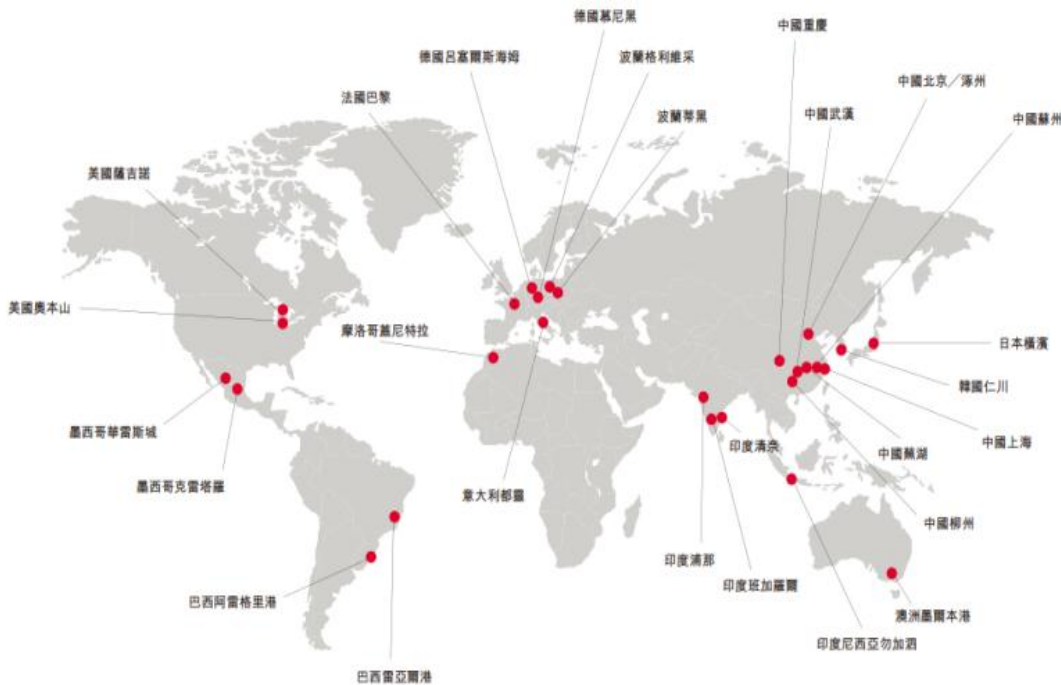 德國慕尼黑
中國重慶
德國呂塞爾斯海姆
波蘭格利維采
中國北京／涿州
法國巴黎
中國武漢
波蘭蒂黑
中國蘇州
美國薩吉諾
美國奧本山
摩洛哥蓋尼特拉
日本橫濱
韓國仁川
墨西哥華雷斯城
印度清奈
中國上海
中國蕪湖
墨西哥克雷塔羅
意大利都靈
中國柳州
印度浦那
印度班加羅爾
巴西阿雷格里港
澳洲墨爾本港
印度尼西亞勿加泗
巴西雷亞爾港